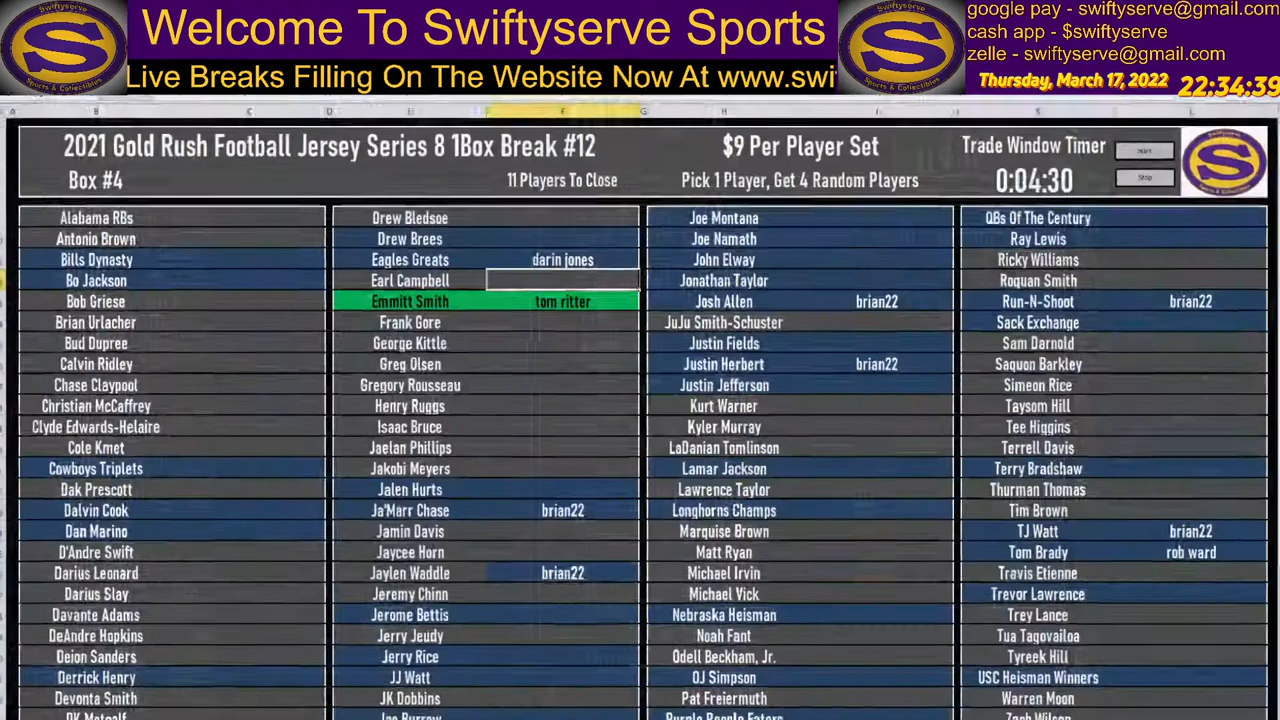 Welcome To Swiftyserve Sports
Live Breaks Filling On The Website Now At www.swi
google pay - swiftyserve@gmail.com
cash app - $swiftyserve
zelle - swiftyserve@gmail.com
Thursday, March 17, 2022 22:34:39
2021 Gold Rush Football Jersey Series 8 1Box Break #12
Box #4
11 Players To Close
$9 Per Player Set
Pick 1 Player, Get 4 Random Players
Trade Window Timer
0:04:30
Stop
Alabama RBs
Antonio Brown
Bills Dynasty
Bo Jackson
Bob Griese
Brian Urlacher
Bud Dupree
Calvin Ridley
Chase Claypool
Christian McCaffrey
Clyde Edwards-Helaire
Cole Kmet
Cowboys Triplets
Dak Prescott
Dalvin Cook
Dan Marino
D'Andre Swift
Darius Leonard
Darius Slay
Davante Adams
DeAndre Hopkins
Deion Sanders
Derrick Henry
Devonta Smith
DK Metcalf
Drew Bledsoe
Drew Brees
Eagles Greats darin jones
Earl Campbell
Emmitt Smith tom ritter
Frank Gore
George Kittle
Greg Olsen
Gregory Rousseau
Henry Ruggs
Isaac Bruce
Jaelan Phillips
Jakobi Meyers
Jalen Hurts
Ja'Marr Chase brian22
Jamin Davis
Jaycee Horn
Jaylen Waddle brian22
Jeremy Chinn
Jerome Bettis
Jerry Jeudy
Jerry Rice
JJ Watt
JK Dobbins
Joe Burrow
Joe Montana
Joe Namath
John Elway
Jonathan Taylor
Josh Allen brian22
JuJu Smith-Schuster
Justin Fields
Justin Herbert brian22
Justin Jefferson
Kurt Warner
Kyler Murray
LaDanian Tomlinson
Lamar Jackson
Lawrence Taylor
Longhorns Champs
Marquise Brown
Matt Ryan
Michael Irvin
Michael Vick
Nebraska Heisman
Noah Fant
Odell Beckham, Jr.
OJ Simpson
Pat Freiermuth
Purple People Eaters
QBs Of The Century
Ray Lewis
Ricky Williams
Roquan Smith
Run-N-Shoot brian22
Sack Exchange
Sam Darnold
Saquon Barkley
Simeon Rice
Taysom Hill
Tee Higgins
Terrell Davis
Terry Bradshaw
Thurman Thomas
Tim Brown
TJ Watt brian22
Tom Brady rob ward
Travis Etienne
Trevor Lawrence
Trey Lance
Tua Tagovailoa
Tyreek Hill
USC Heisman Winners
Warren Moon
Zach Wilson